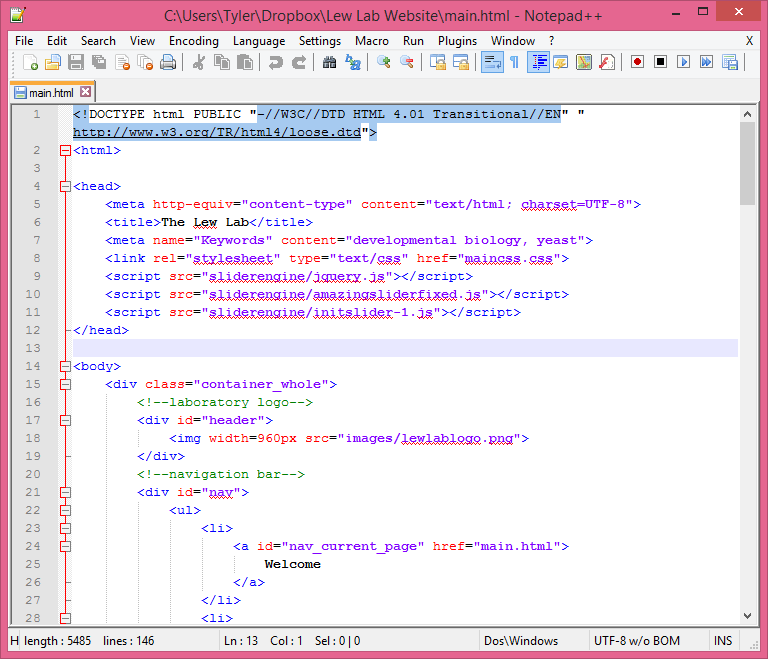 C:\Users\Tyler\Dropbox\Lew Lab Website\main.html - Notepad++
File Edit Search View Encoding Language Settings Macro Run Plugins Window ? X
main.html
1 <!DOCTYPE html PUBLIC "-//W3C//DTD HTML 4.01 Transitional//EN" "
http://www.w3.org/TR/html4/loose.dtd">
2 <html>
3
4 <head>
5 <meta http-equiv="content-type" content="text/html; charset=UTF-8">
6 <title>The Lew Lab</title>
7 <meta name="Keywords" content="developmental biology, yeast">
8 <link rel="stylesheet" type="text/css" href="maincss.css">
9 <script src="sliderengine/jquery.js"></script>
10 <script src="sliderengine/amazingsliderfixed.js"></script>
11 <script src="sliderengine/initslider-1.js"></script>
12 </head>
13
14 <body>
15 <div class="container_whole">
16 <!--laboratory logo-->
17 <div id="header">
18 <img width=960px src="images/lewlablogo.png">
19 </div>
20 <!--navigation bar-->
21 <div id="nav">
22 <ul>
23 <li>
24 <a id="nav_current_page" href="main.html">
25 Welcome
26 </a>
27 </li>
28 <li>
H length : 5485 lines : 146 Ln : 13 Col : 1 Sel : 0 | 0 Dos\Windows UTF-8 w/o BOM INS